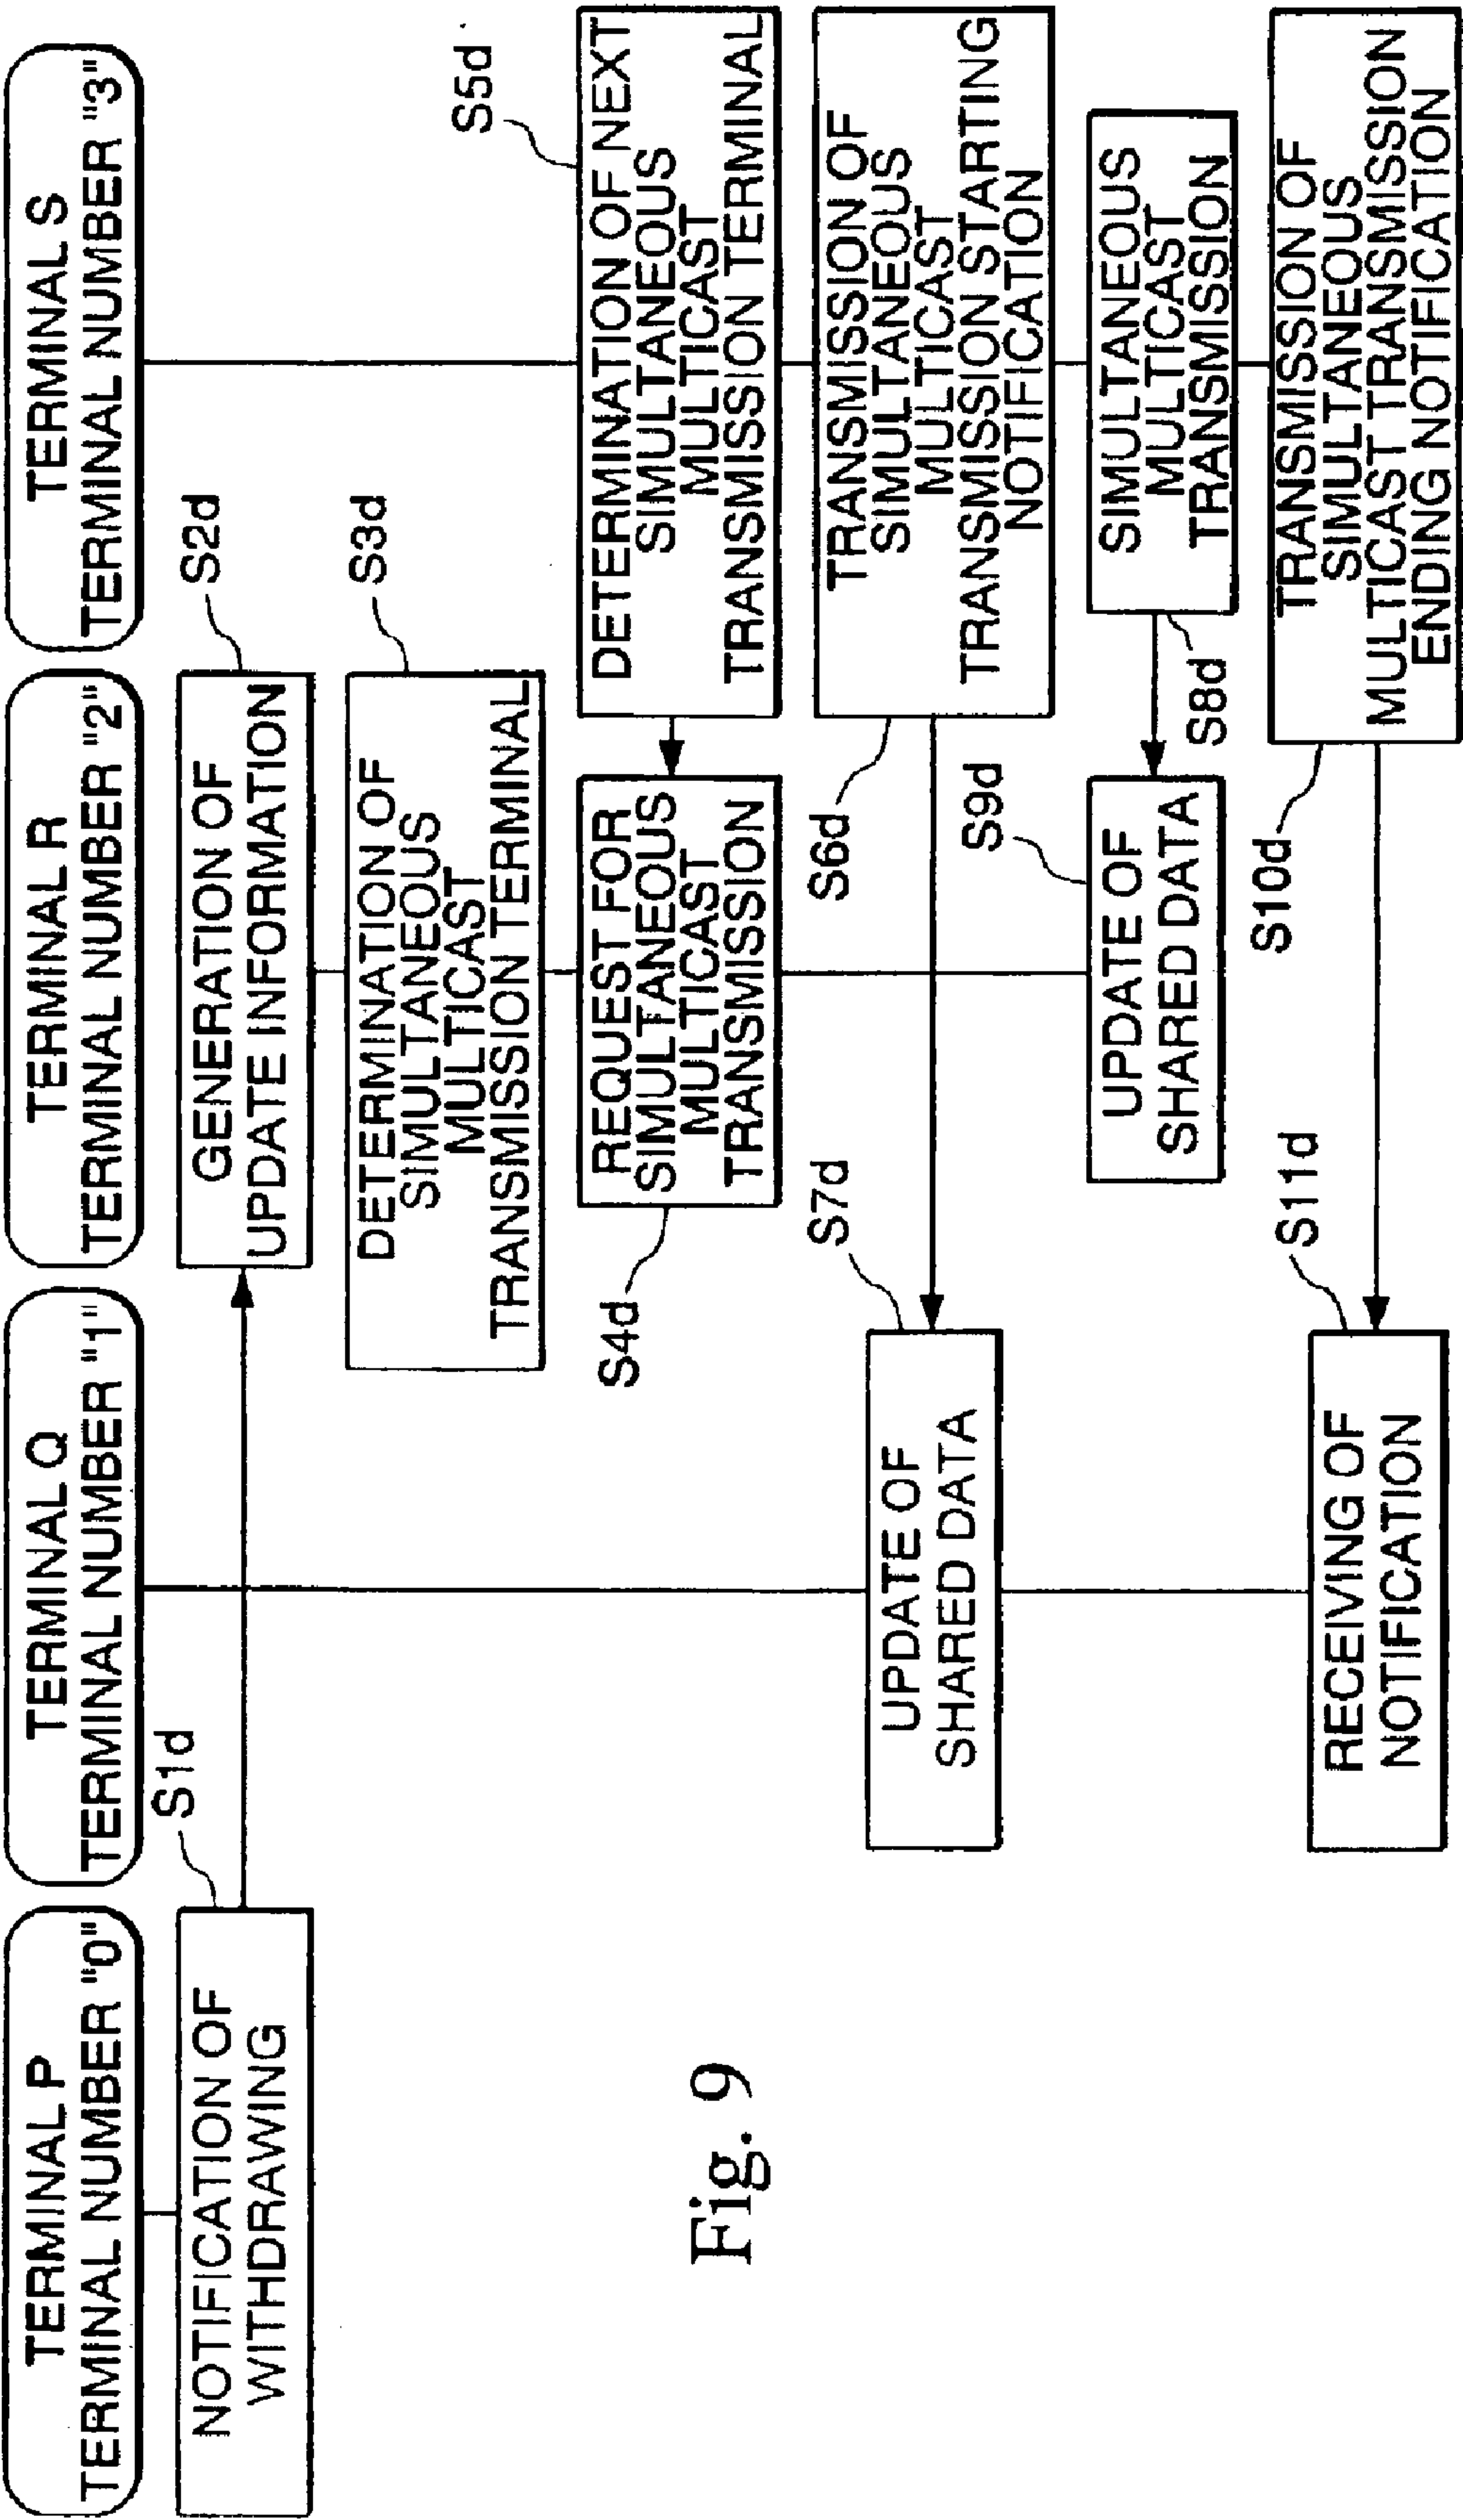 TERMINAL P
TERMINAL NUMBER "0"
TERMINAL Q
TERMINAL NUMBER "1"
TERMINAL R
TERMINAL NUMBER "2"
TERMINAL S
TERMINAL NUMBER "3"
S1d
NOTIFICATION OF
WITHDRAWING
S2d
GENERATION OF
UPDATE INFORMATION
S3d
DETERMINATION OF
SIMULTANEOUS
MULTICAST
TRANSMISSION TERMINAL
S4d
REQUEST FOR
SIMULTANEOUS
MULTICAST
TRANSMISSION
S5d
DETERMINATION OF NEXT
SIMULTANEOUS
MULTICAST
TRANSMISSION TERMINAL
S6d
TRANSMISSION OF
SIMULTANEOUS
MULTICAST
TRANSMISSION STARTING
NOTIFICATION
S7d
UPDATE OF
SHARED DATA
S8d
SIMULTANEOUS
MULTICAST
TRANSMISSION
S9d
UPDATE OF
SHARED DATA
S10d
TRANSMISSION OF
SIMULTANEOUS
MULTICAST TRANSMISSION
ENDING NOTIFICATION
S11d
RECEIVING OF
NOTIFICATION
Fig. 9